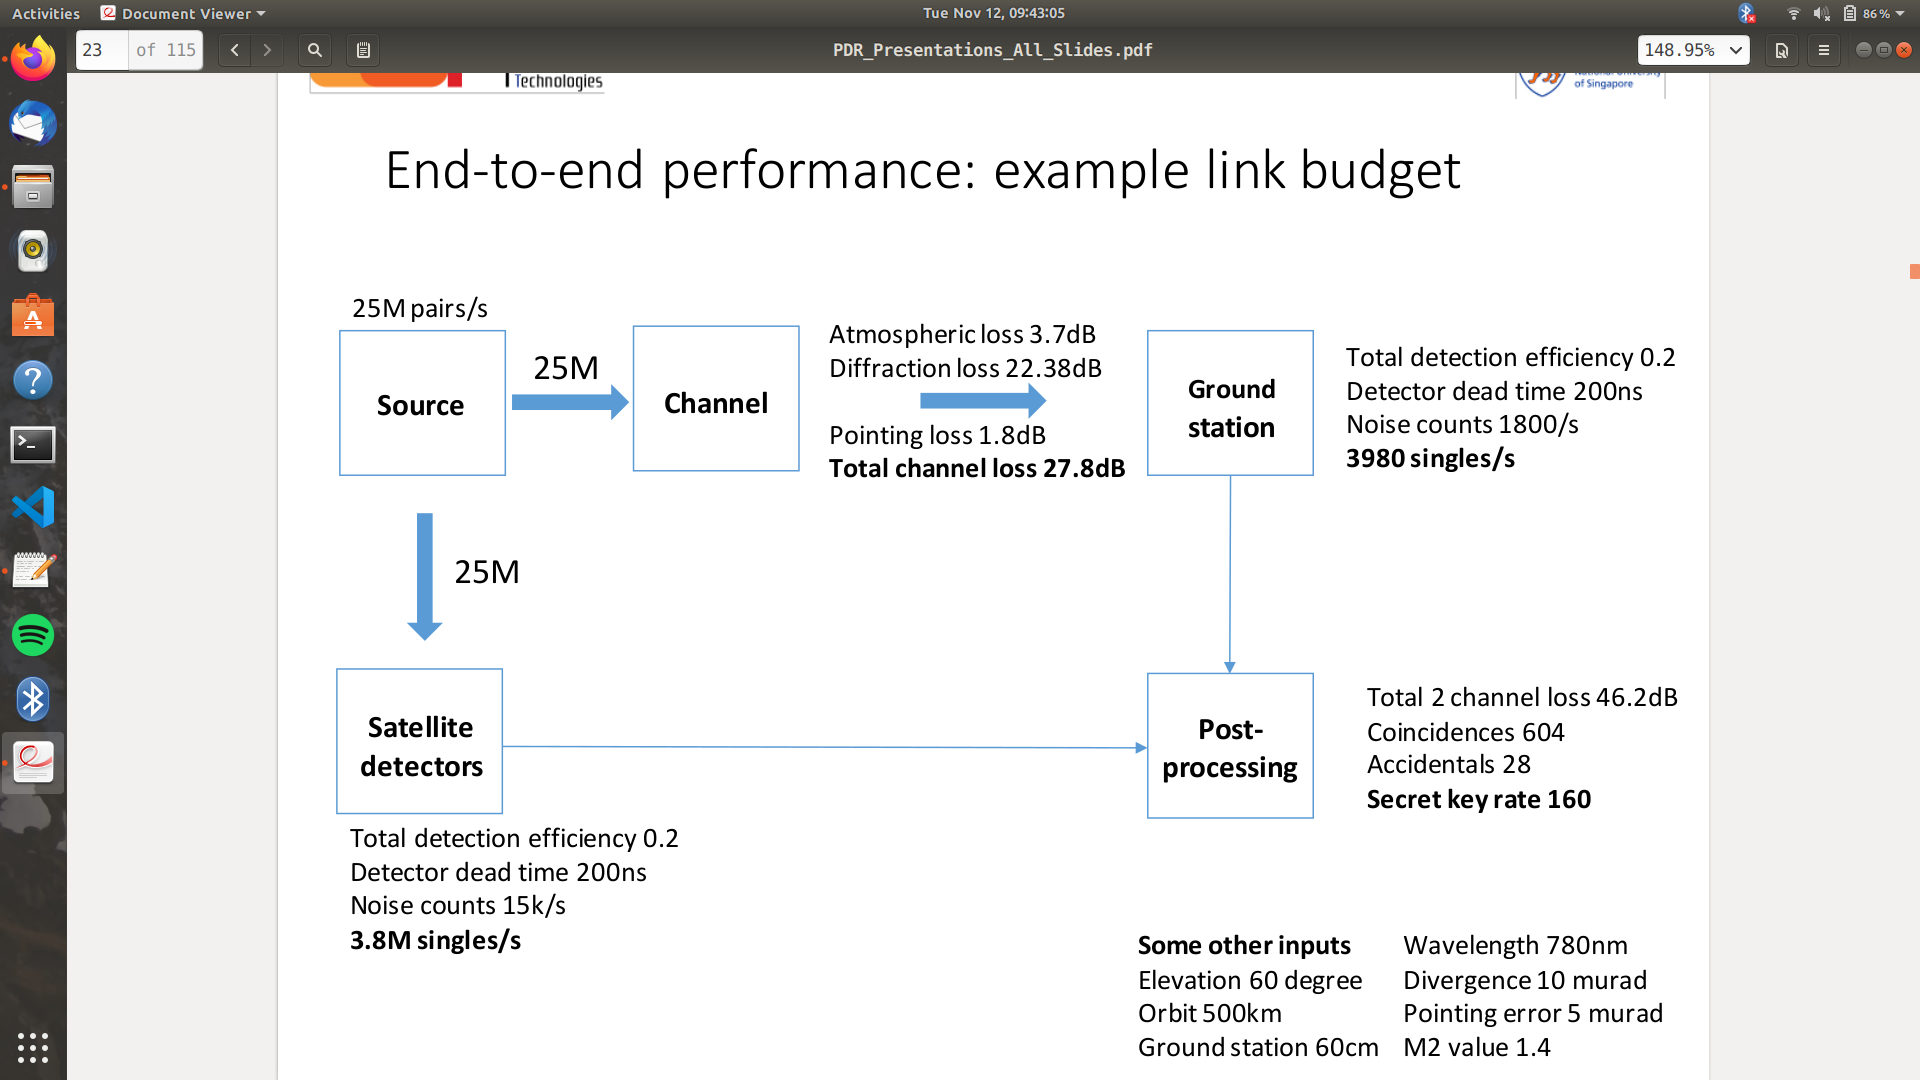 Activities
Document Viewer
Tue Nov 12, 09:43:05
86%
23 of 115
PDR_Presentations_All_Slides.pdf
148.95%
Technologies
of Singapore
End-to-end performance: example link budget
25M pairs/s
Source
25M
Channel
Atmospheric loss 3.7dB
Diffraction loss 22.38dB
Pointing loss 1.8dB
Total channel loss 27.8dB
Ground
station
Total detection efficiency 0.2
Detector dead time 200ns
Noise counts 1800/s
3980 singles/s
25M
Satellite
detectors
Total detection efficiency 0.2
Detector dead time 200ns
Noise counts 15k/s
3.8M singles/s
Post-
processing
Total 2 channel loss 46.2dB
Coincidences 604
Accidentals 28
Secret key rate 160
Some other inputs
Elevation 60 degree
Orbit 500km
Ground station 60cm
Wavelength 780nm
Divergence 10 murad
Pointing error 5 murad
M2 value 1.4